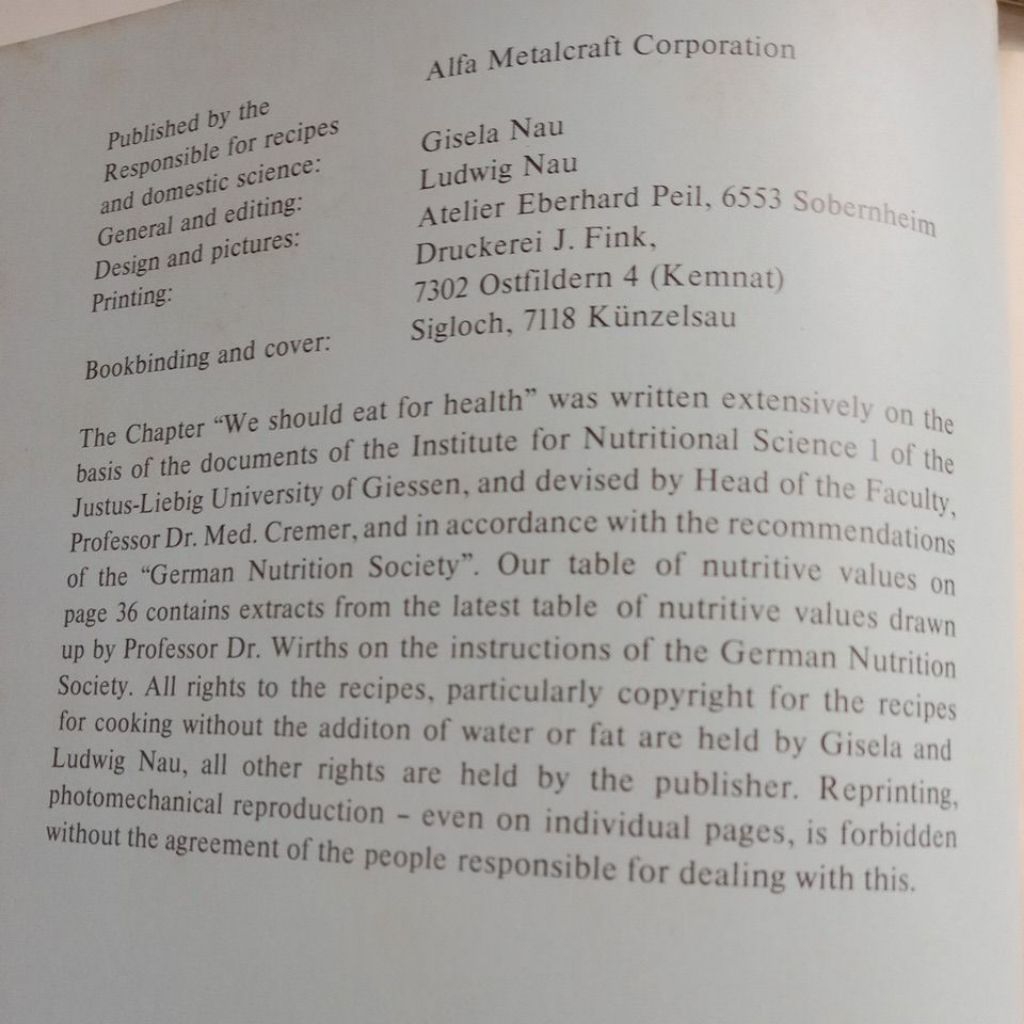 Published by the Alfa Metalcraft Corporation
Responsible for recipes
and domestic science: Gisela Nau
General and editing: Ludwig Nau
Design and pictures: Atelier Eberhard Peil, 6553 Sobernheim
Printing: Druckerei J. Fink,
7302 Ostfildern 4 (Kemnat)
Bookbinding and cover: Sigloch, 7118 Künzelsau
The Chapter “We should eat for health” was written extensively on the
basis of the documents of the Institute for Nutritional Science 1 of the
Justus-Liebig University of Giessen, and devised by Head of the Faculty,
Professor Dr. Med. Cremer, and in accordance with the recommendations
of the “German Nutrition Society”. Our table of nutritive values on
page 36 contains extracts from the latest table of nutritive values drawn
up by Professor Dr. Wirths on the instructions of the German Nutrition
Society. All rights to the recipes, particularly copyright for the recipes
for cooking without the additon of water or fat are held by Gisela and
Ludwig Nau, all other rights are held by the publisher. Reprinting,
photomechanical reproduction – even on individual pages, is forbidden
without the agreement of the people responsible for dealing with this.